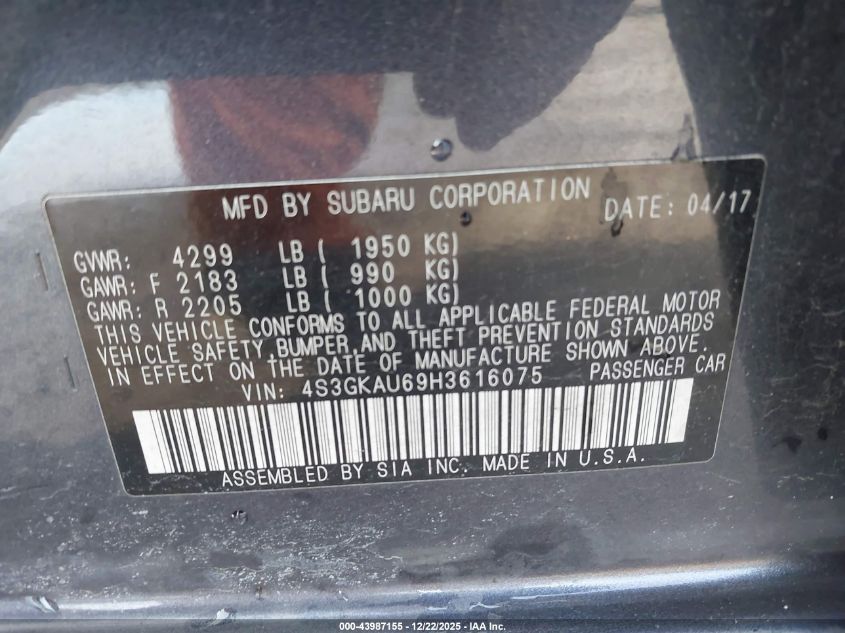 MFD BY SUBARU CORPORATION DATE: 04/17
GVWR: 4299 LB ( 1950 KG)
GAWR: F 2183 LB ( 990 KG)
GAWR: R 2205 LB ( 1000 KG)
THIS VEHICLE CONFORMS TO ALL APPLICABLE FEDERAL MOTOR
VEHICLE SAFETY,BUMPER,AND THEFT PREVENTION STANDARDS
IN EFFECT ON THE DATE OF MANUFACTURE SHOWN ABOVE.
VIN: 4S3GKAU69H3616075 PASSENGER CAR
ASSEMBLED BY SIA INC. MADE IN U.S.A.
000-43987155 - 12/22/2025 - IAA Inc.